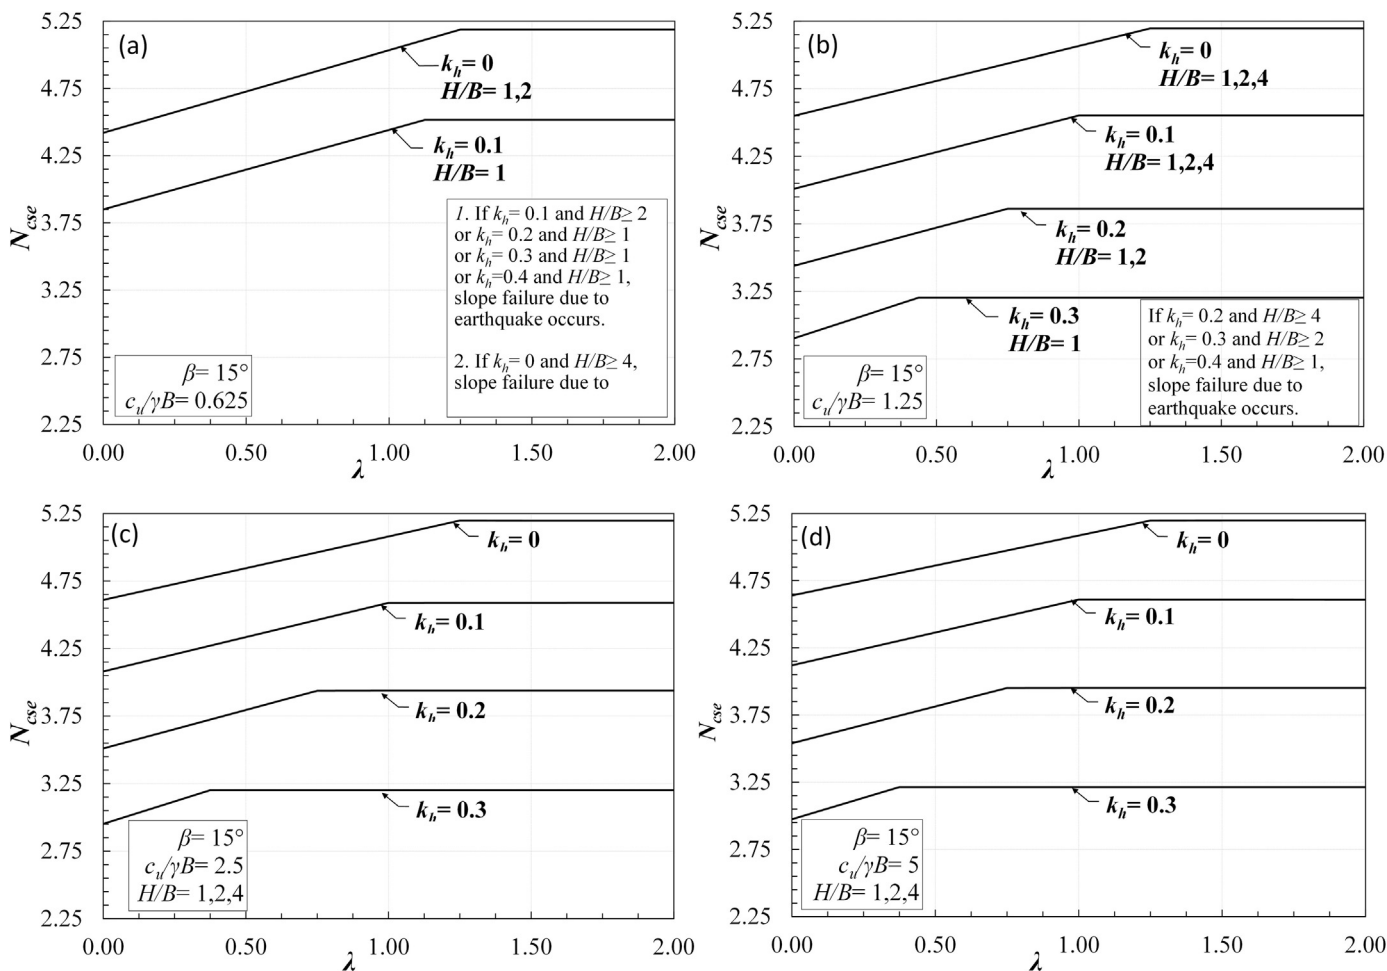 (a)
5.25
4.75
4.25
3.75
3.25
2.75
2.25
N_cse
k_h= 0
H/B= 1,2
k_h= 0.1
H/B= 1
1. If k_h= 0.1 and H/B≥ 2
or k_h= 0.2 and H/B≥ 1
or k_h= 0.3 and H/B≥ 1
or k_h=0.4 and H/B≥ 1,
slope failure due to
earthquake occurs.
2. If k_h= 0 and H/B≥ 4,
slope failure due to
β= 15°
c_u/γB= 0.625
0.00 0.50 1.00 1.50 2.00
λ
(b)
5.25
4.75
4.25
3.75
3.25
2.75
2.25
N_cse
k_h= 0
H/B= 1,2,4
k_h= 0.1
H/B= 1,2,4
k_h= 0.2
H/B= 1,2
k_h= 0.3
H/B= 1
If k_h= 0.2 and H/B≥ 4
or k_h= 0.3 and H/B≥ 2
or k_h=0.4 and H/B≥ 1,
slope failure due to
earthquake occurs.
β= 15°
c_u/γB= 1.25
0.00 0.50 1.00 1.50 2.00
λ
(c)
5.25
4.75
4.25
3.75
3.25
2.75
2.25
N_cse
k_h= 0
k_h= 0.1
k_h= 0.2
k_h= 0.3
β= 15°
c_u/γB= 2.5
H/B= 1,2,4
0.00 0.50 1.00 1.50 2.00
λ
(d)
5.25
4.75
4.25
3.75
3.25
2.75
2.25
N_cse
k_h= 0
k_h= 0.1
k_h= 0.2
k_h= 0.3
β= 15°
c_u/γB= 5
H/B= 1,2,4
0.00 0.50 1.00 1.50 2.00
λ